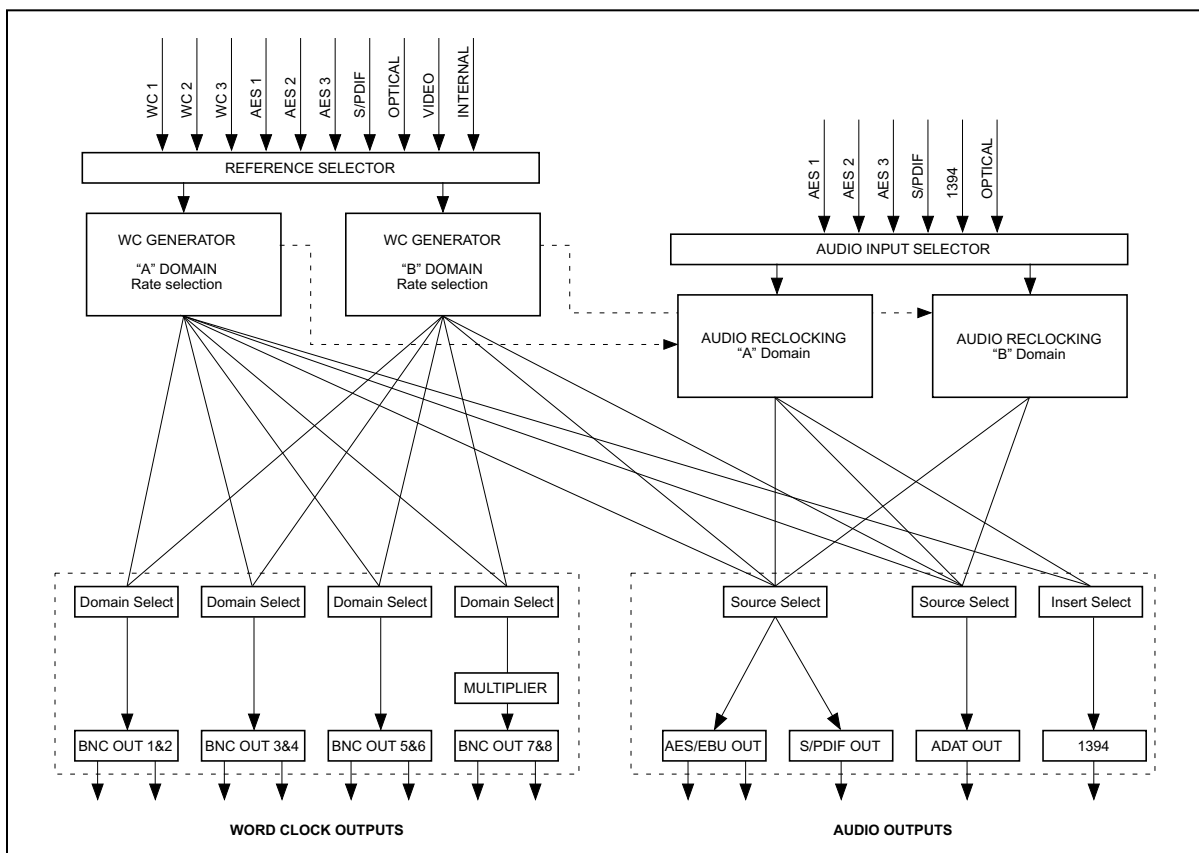 WC 1
WC 2
WC 3
AES 1
AES 2
AES 3
S/PDIF
OPTICAL
VIDEO
INTERNAL
REFERENCE SELECTOR
WC GENERATOR
“A” DOMAIN
Rate selection
WC GENERATOR
“B” DOMAIN
Rate selection
AES 1
AES 2
AES 3
S/PDIF
1394
OPTICAL
AUDIO INPUT SELECTOR
AUDIO RECLOCKING
“A” Domain
AUDIO RECLOCKING
“B” Domain
Domain Select
Domain Select
Domain Select
Domain Select
MULTIPLIER
BNC OUT 1&2
BNC OUT 3&4
BNC OUT 5&6
BNC OUT 7&8
WORD CLOCK OUTPUTS
Source Select
Source Select
Insert Select
AES/EBU OUT
S/PDIF OUT
ADAT OUT
1394
AUDIO OUTPUTS